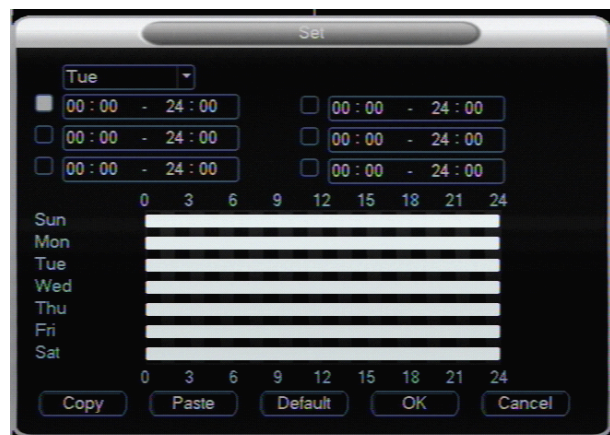 Set
Tue
00 : 00 - 24 : 00 00 : 00 - 24 : 00
00 : 00 - 24 : 00 00 : 00 - 24 : 00
00 : 00 - 24 : 00 00 : 00 - 24 : 00
0 3 6 9 12 15 18 21 24
Sun
Mon
Tue
Wed
Thu
Fri
Sat
0 3 6 9 12 15 18 21 24
Copy Paste Default OK Cancel